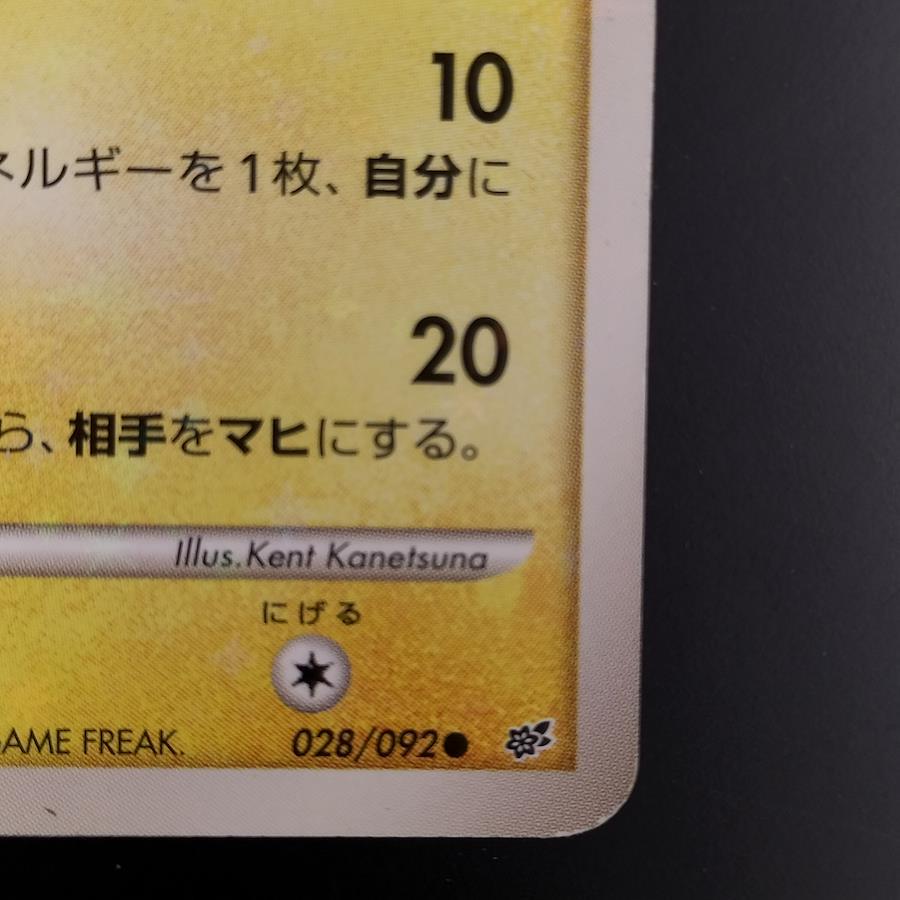 10
ネルギーを1枚、自分に
20
ら、相手をマヒにする。
Illus.Kent Kanetsuna
にげる
GAME FREAK.
028/092●